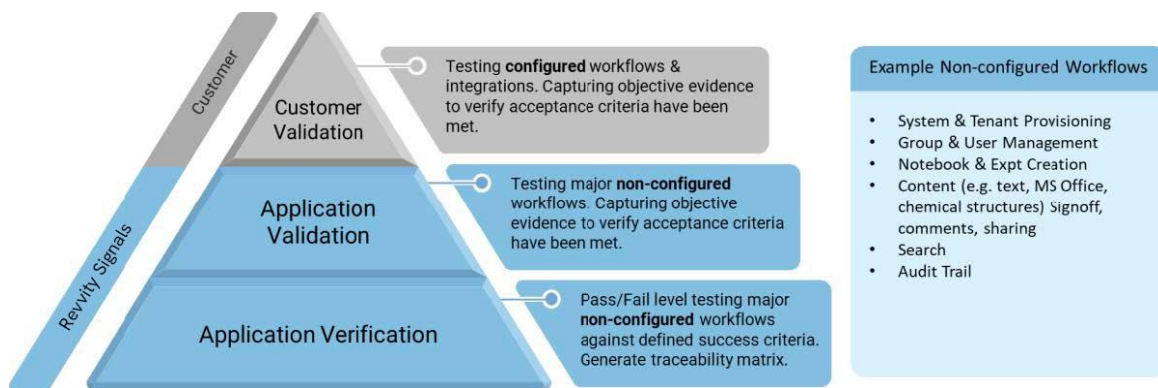 Customer
Revvity Signals
Customer
Validation
Testing configured workflows &
integrations. Capturing objective evidence
to verify acceptance criteria have been
met.
Application
Validation
Testing major non-configured
workflows. Capturing objective
evidence to verify acceptance criteria
have been met.
Application Verification
Pass/Fail level testing major
non-configured workflows
against defined success criteria.
Generate traceability matrix.
Example Non-configured Workflows
• System & Tenant Provisioning
• Group & User Management
• Notebook & Expt Creation
• Content (e.g. text, MS Office,
chemical structures) Signoff,
comments, sharing
• Search
• Audit Trail